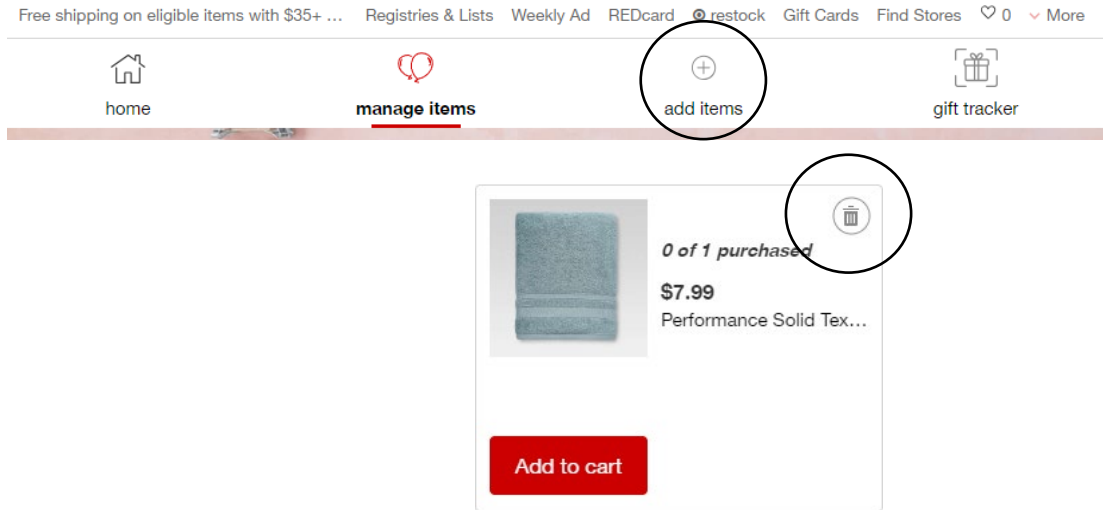 Free shipping on eligible items with $35+ ... Registries & Lists Weekly Ad REDcard restock Gift Cards Find Stores 0 More
home manage items add items gift tracker
0 of 1 purchased
$7.99
Performance Solid Tex...
Add to cart